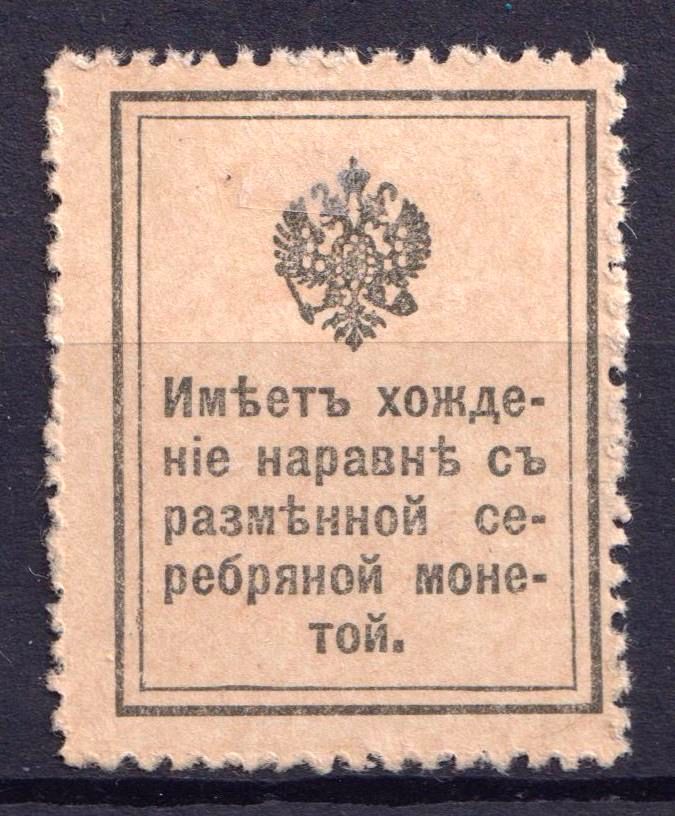 Имѣетъ хожде-
ніе наравнѣ съ
размѣнной се-
ребряной моне-
той.